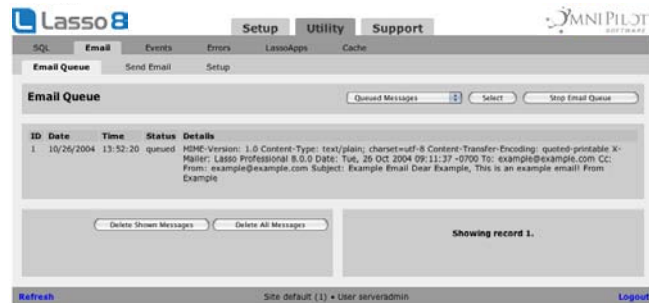 Lasso 8
Setup Utility Support
OMNIPILOT
SOFTWARE
SQL Email Events Errors LassoApps Cache
Email Queue Send Email Setup
Email Queue
Queued Messages Select Stop Email Queue
ID Date Time Status Details
1 10/26/2004 13:52:20 queued MIME-Version: 1.0 Content-Type: text/plain; charset=utf-8 Content-Transfer-Encoding: quoted-printable X-
Mailer: Lasso Professional 8.0.0 Date: Tue, 26 Oct 2004 09:11:37 -0700 To: example@example.com Cc:
From: example@example.com Subject: Example Email Dear Example, This is an example email! From
Example
Delete Shown Messages Delete All Messages
Showing record 1.
Refresh Site default (1) • User serveradmin Logout